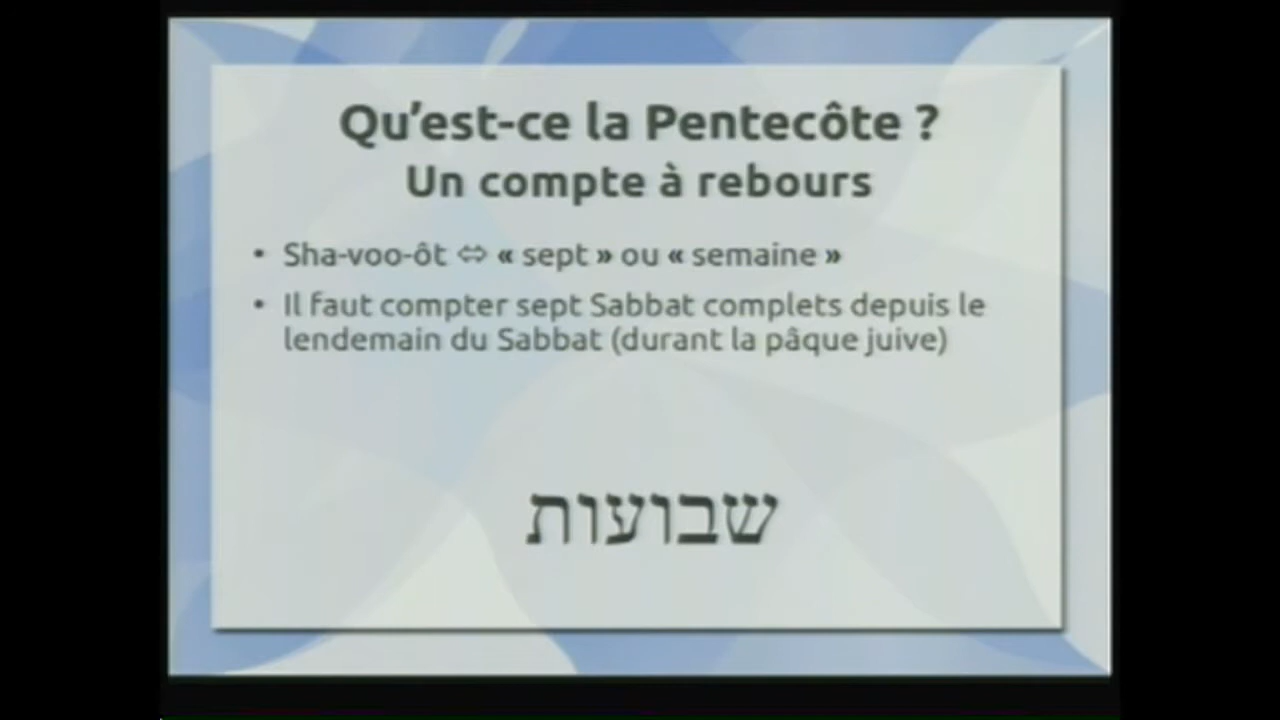 Qu’est-ce la Pentecôte ?
Un compte à rebours
• Sha-voo-ôt ⇔ « sept » ou « semaine »
• Il faut compter sept Sabbat complets depuis le
lendemain du Sabbat (durant la pâque juive)
שבועות